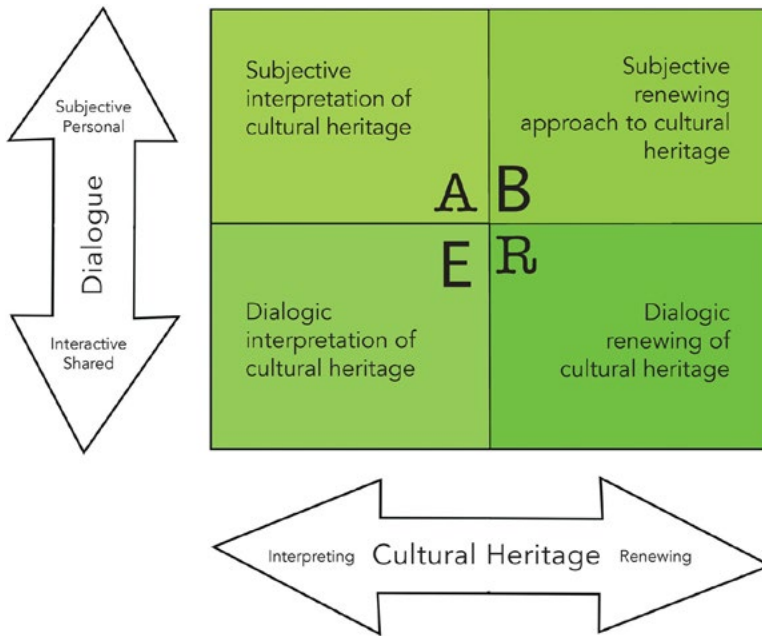 Subjective
Personal
Dialogue
Interactive
Shared
Subjective
interpretation of
cultural heritage
A
Subjective
renewing
approach to cultural
heritage
B
E
Dialogic
interpretation of
cultural heritage
R
Dialogic
renewing of
cultural heritage
Interpreting Cultural Heritage Renewing